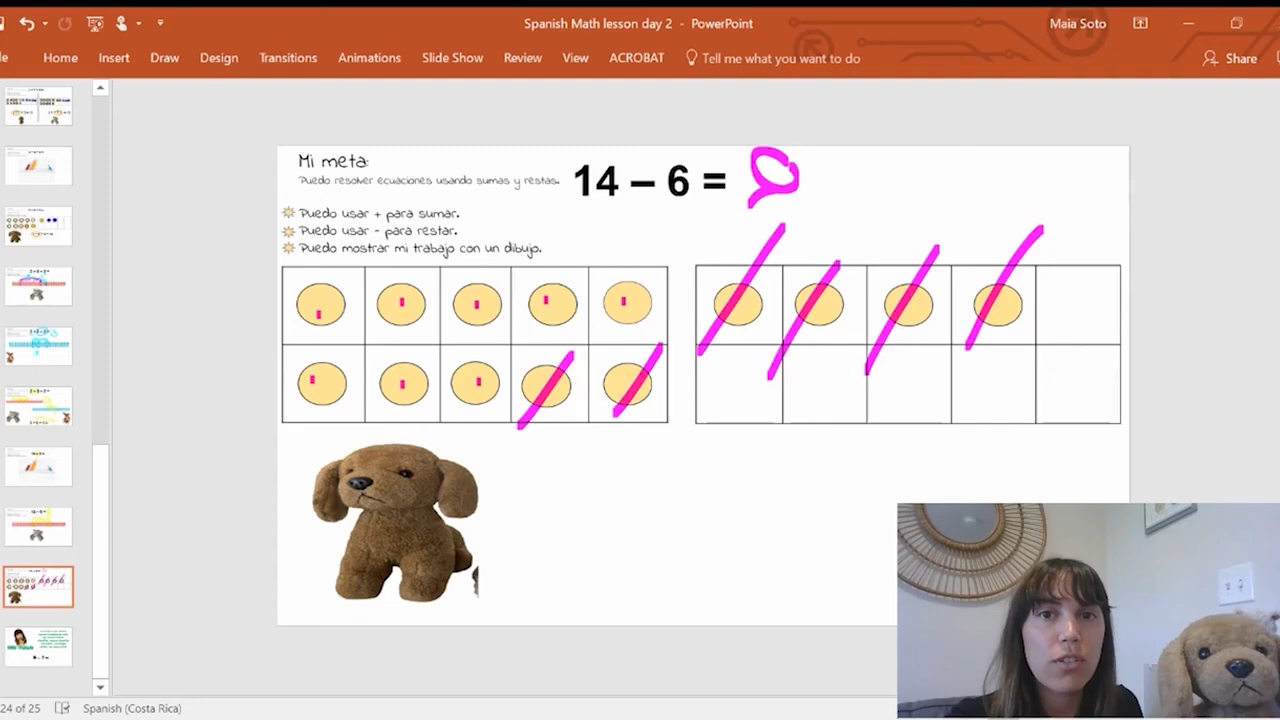 Spanish Math lesson day 2 - PowerPoint
Maia Soto
Home Insert Draw Design Transitions Animations Slide Show Review View ACROBAT Tell me what you want to do Share
Mi meta:
Puedo resolver ecuaciones usando sumas y restas.
14 – 6 =
Puedo usar + para sumar.
Puedo usar - para restar.
Puedo mostrar mi trabajo con un dibujo.
24 of 25 Spanish (Costa Rica)